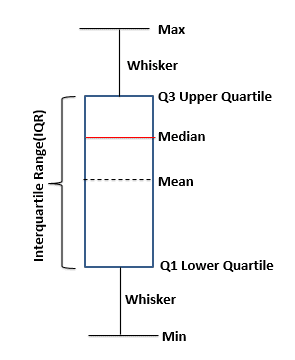 Max
Whisker
Q3 Upper Quartile
Median
Interquartile Range(IQR)
Mean
Q1 Lower Quartile
Whisker
Min